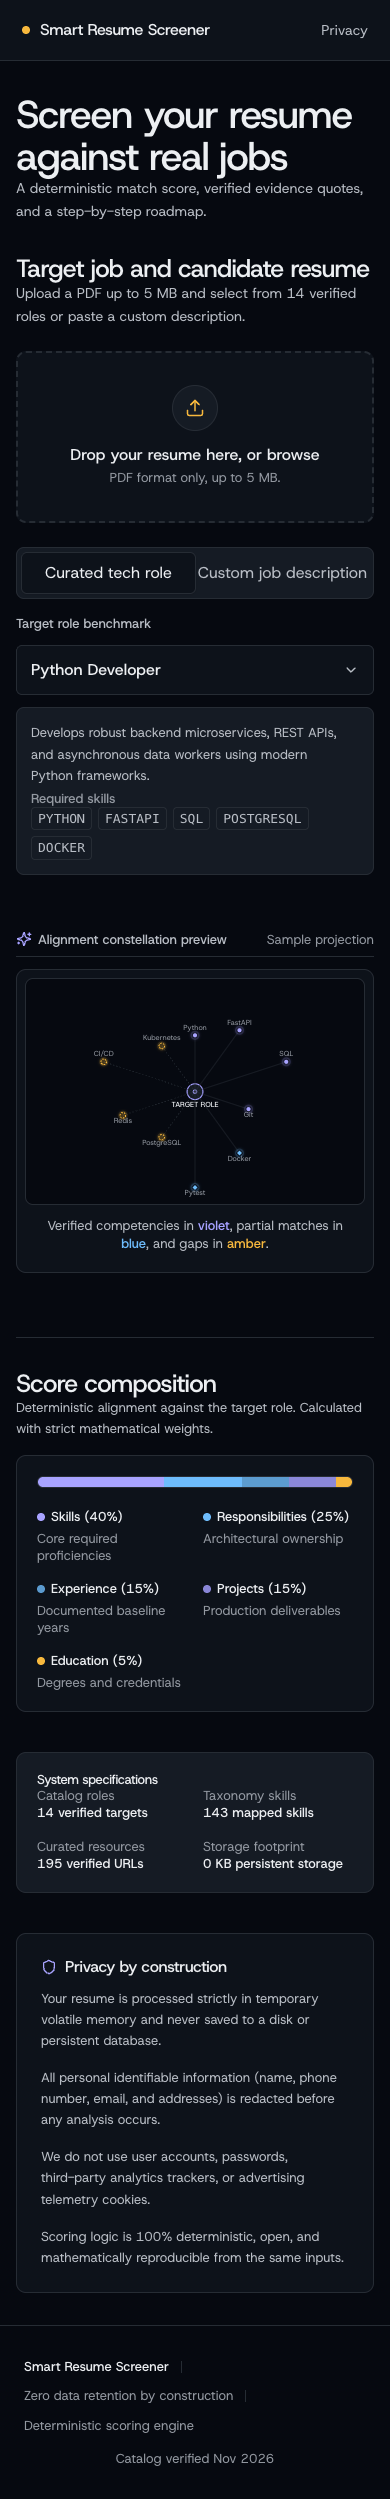 Smart Resume Screener
Privacy
Screen your resume
against real jobs
A deterministic match score, verified evidence quotes,
and a step-by-step roadmap.
Target job and candidate resume
Upload a PDF up to 5 MB and select from 14 verified
roles or paste a custom description.
Drop your resume here, or browse
PDF format only, up to 5 MB.
Curated tech role
Custom job description
Target role benchmark
Python Developer
Develops robust backend microservices, REST APIs,
and asynchronous data workers using modern
Python frameworks.
Required skills
PYTHON FASTAPI SQL POSTGRESQL
DOCKER
Alignment constellation preview
Sample projection
FastAPI
Python
Kubernetes
CI/CD
SQL
TARGET ROLE
Git
Redis
PostgreSQL
Docker
Pytest
Verified competencies in violet, partial matches in
blue, and gaps in amber.
Score composition
Deterministic alignment against the target role. Calculated
with strict mathematical weights.
Skills (40%)
Core required
proficiencies
Responsibilities (25%)
Architectural ownership
Experience (15%)
Documented baseline
years
Projects (15%)
Production deliverables
Education (5%)
Degrees and credentials
System specifications
Catalog roles
14 verified targets
Taxonomy skills
143 mapped skills
Curated resources
195 verified URLs
Storage footprint
0 KB persistent storage
Privacy by construction
Your resume is processed strictly in temporary
volatile memory and never saved to a disk or
persistent database.
All personal identifiable information (name, phone
number, email, and addresses) is redacted before
any analysis occurs.
We do not use user accounts, passwords,
third-party analytics trackers, or advertising
telemetry cookies.
Scoring logic is 100% deterministic, open, and
mathematically reproducible from the same inputs.
Smart Resume Screener
Zero data retention by construction
Deterministic scoring engine
Catalog verified Nov 2026